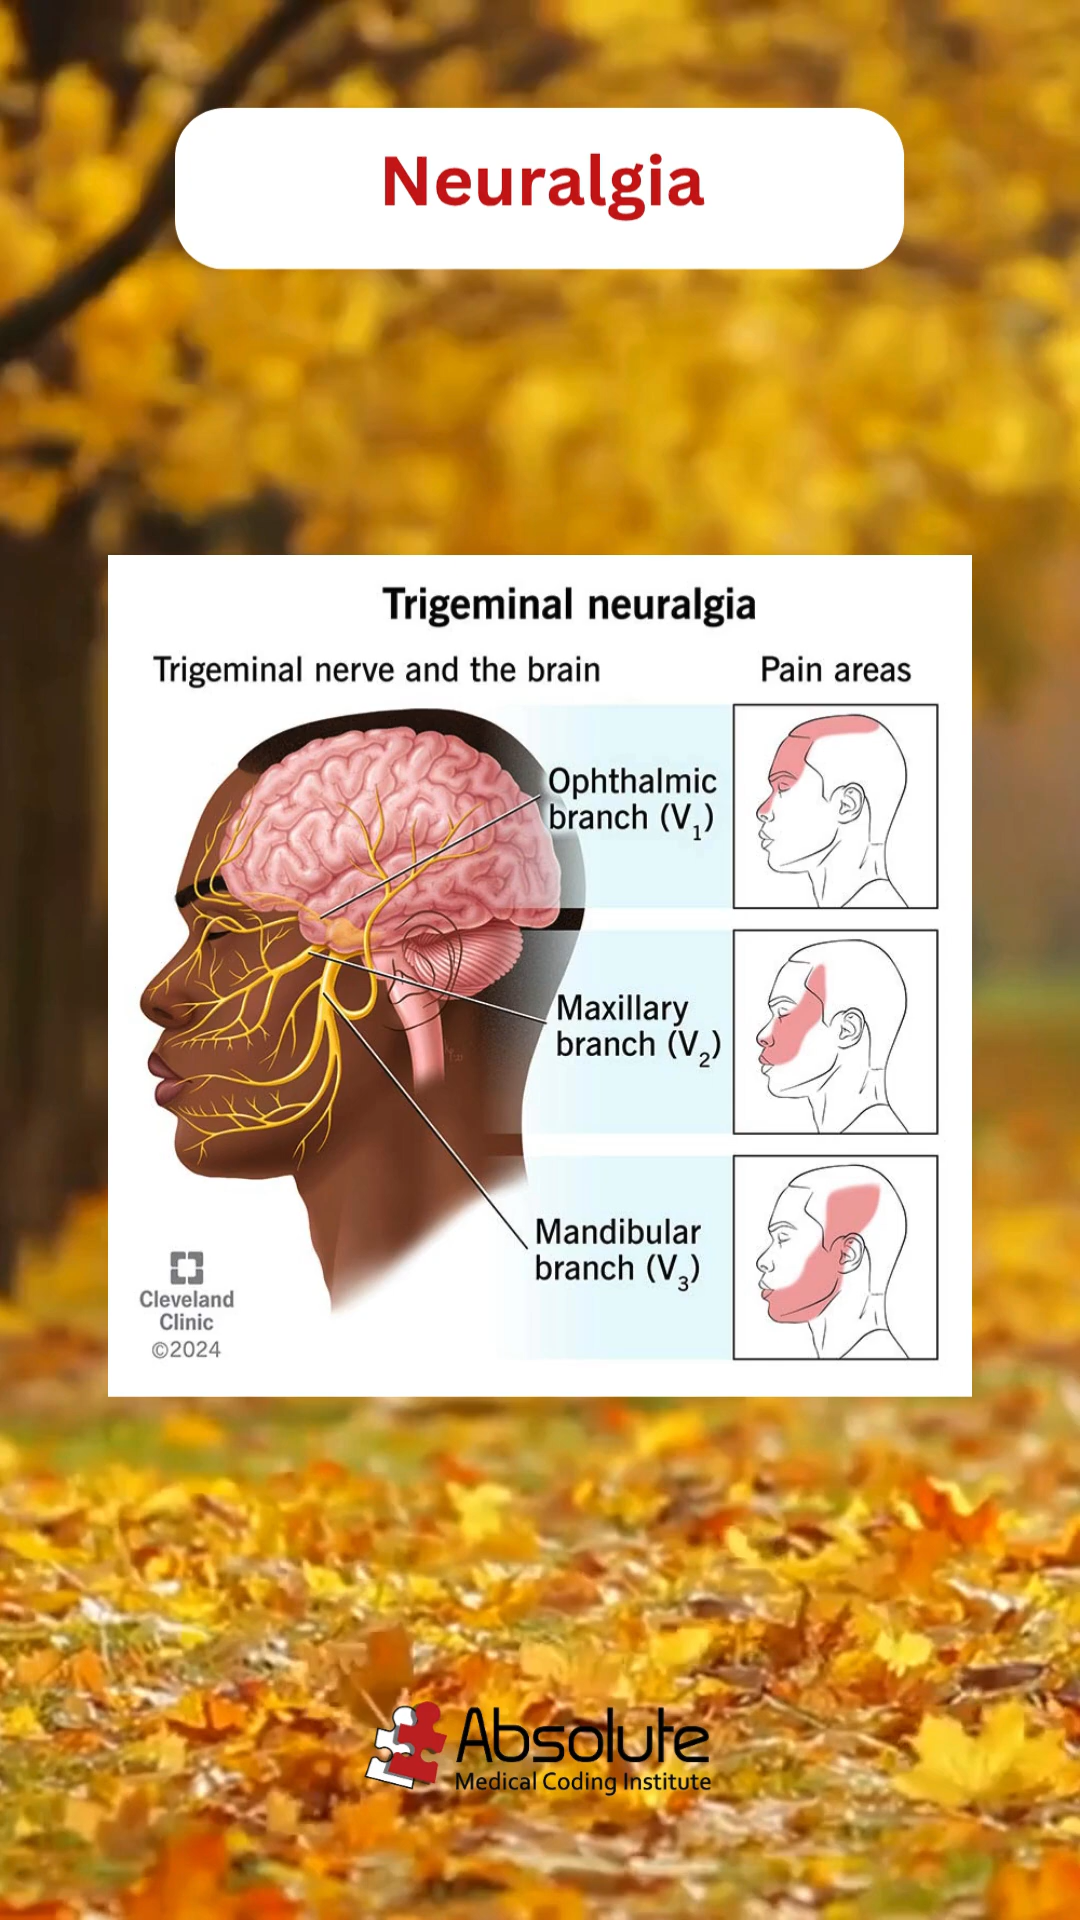 Neuralgia
Trigeminal neuralgia
Trigeminal nerve and the brain
Pain areas
Ophthalmic
branch (V₁)
Maxillary
branch (V₂)
Mandibular
branch (V₃)
Cleveland
Clinic
©2024
Absolute
Medical Coding Institute